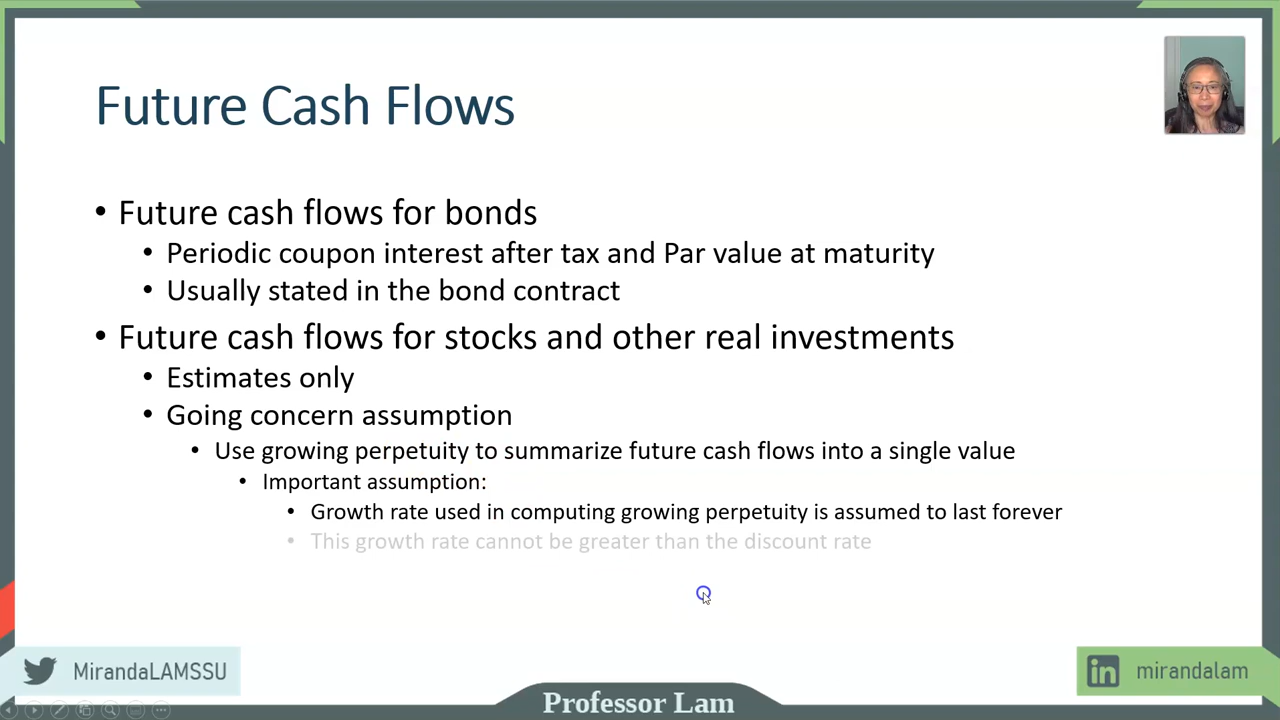 Future Cash Flows
• Future cash flows for bonds
• Periodic coupon interest after tax and Par value at maturity
• Usually stated in the bond contract
• Future cash flows for stocks and other real investments
• Estimates only
• Going concern assumption
• Use growing perpetuity to summarize future cash flows into a single value
• Important assumption:
• Growth rate used in computing growing perpetuity is assumed to last forever
• This growth rate cannot be greater than the discount rate
MirandaLAMSSU
in mirandalam
Professor Lam